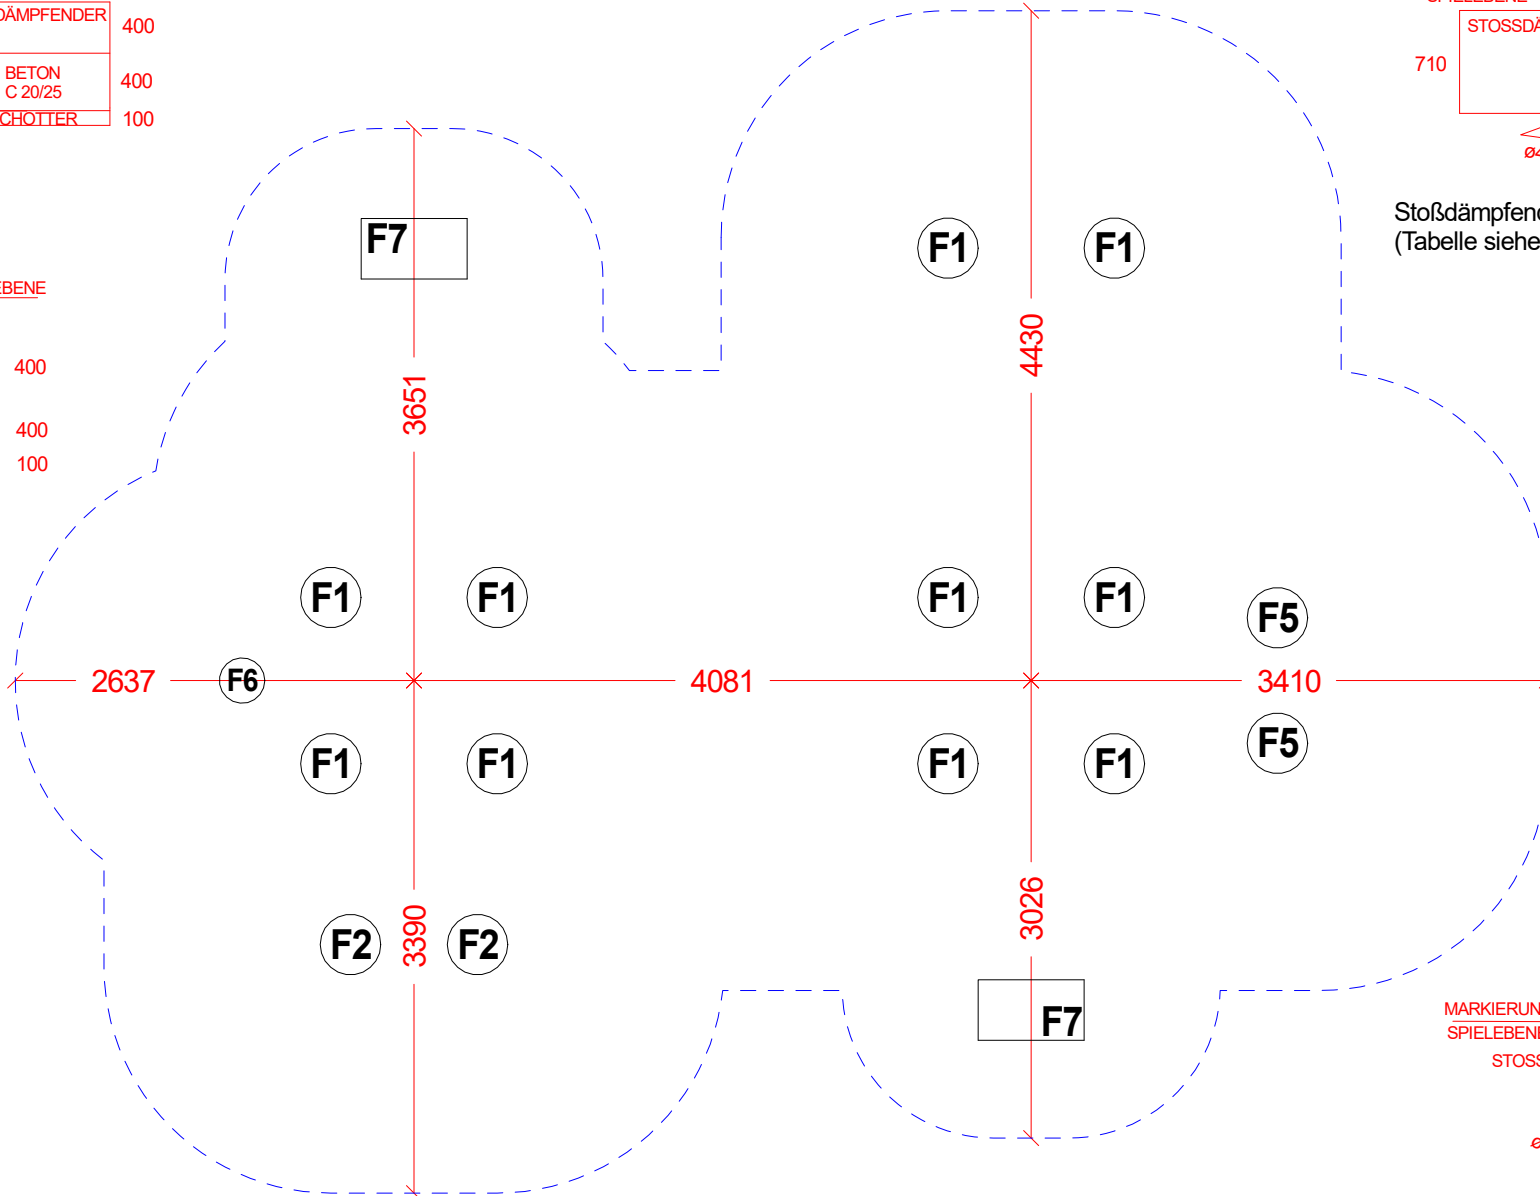 DÄMPFENDER
400
BETON
C 20/25
400
CHOTTER
100
EBENE
400
400
100
SPIELEBENE
STOSSDÄ
710
Stoßdämpfend
(Tabelle siehe
F7
F1
F1
3651
4430
F1
F1
F1
F1
F5
2637
F6
4081
3410
F1
F1
F1
F1
F5
F2
3390
F2
3026
F7
MARKIERUN
SPIELEBENE
STOSS